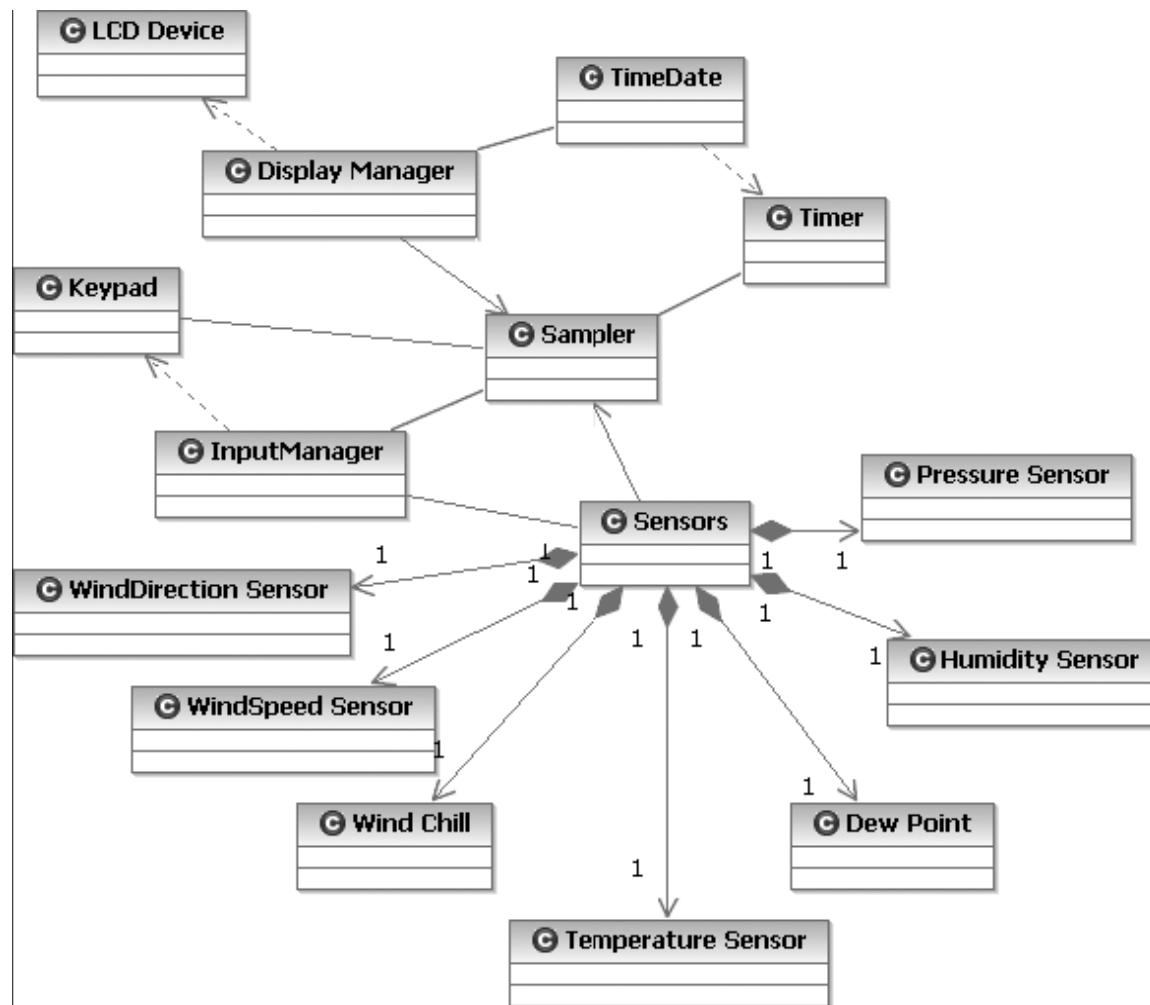 LCD Device
TimeDate
Display Manager
Timer
Keypad
Sampler
InputManager
Pressure Sensor
Sensors
1
1
1
1
1
WindDirection Sensor
1
1
1
1
1
1
Humidity Sensor
WindSpeed Sensor
1
1
Wind Chill
Dew Point
1
Temperature Sensor